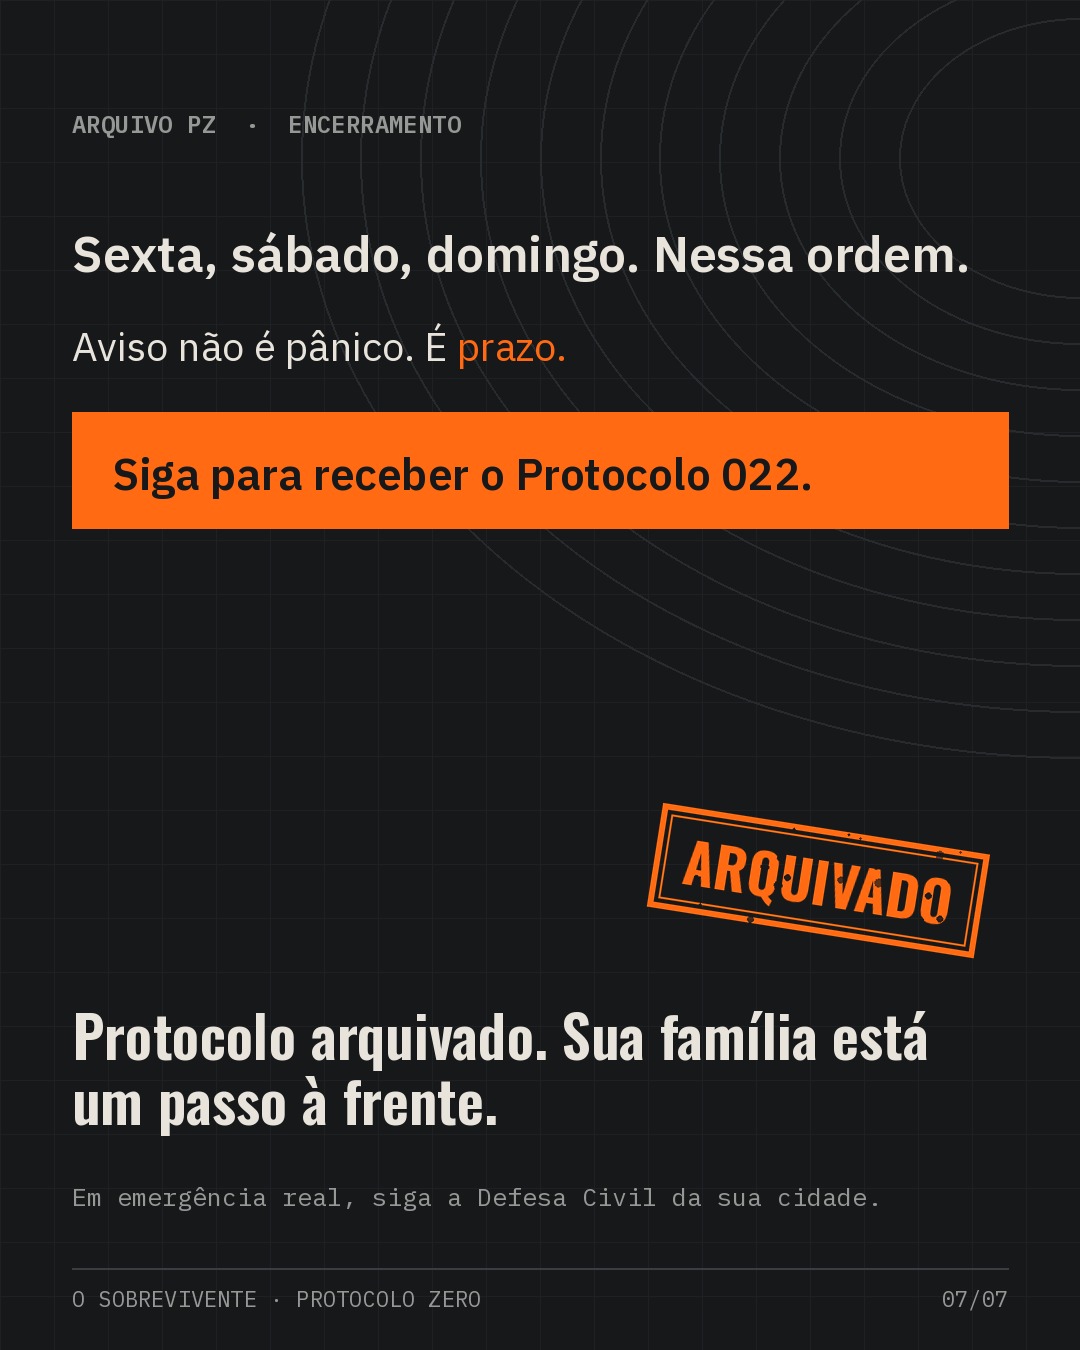 ARQUIVO PZ · ENCERRAMENTO
Sexta, sábado, domingo. Nessa ordem.
Aviso não é pânico. É prazo.
Siga para receber o Protocolo 022.
ARQUIVADO
Protocolo arquivado. Sua família está
um passo à frente.
Em emergência real, siga a Defesa Civil da sua cidade.
O SOBREVIVENTE · PROTOCOLO ZERO
07/07